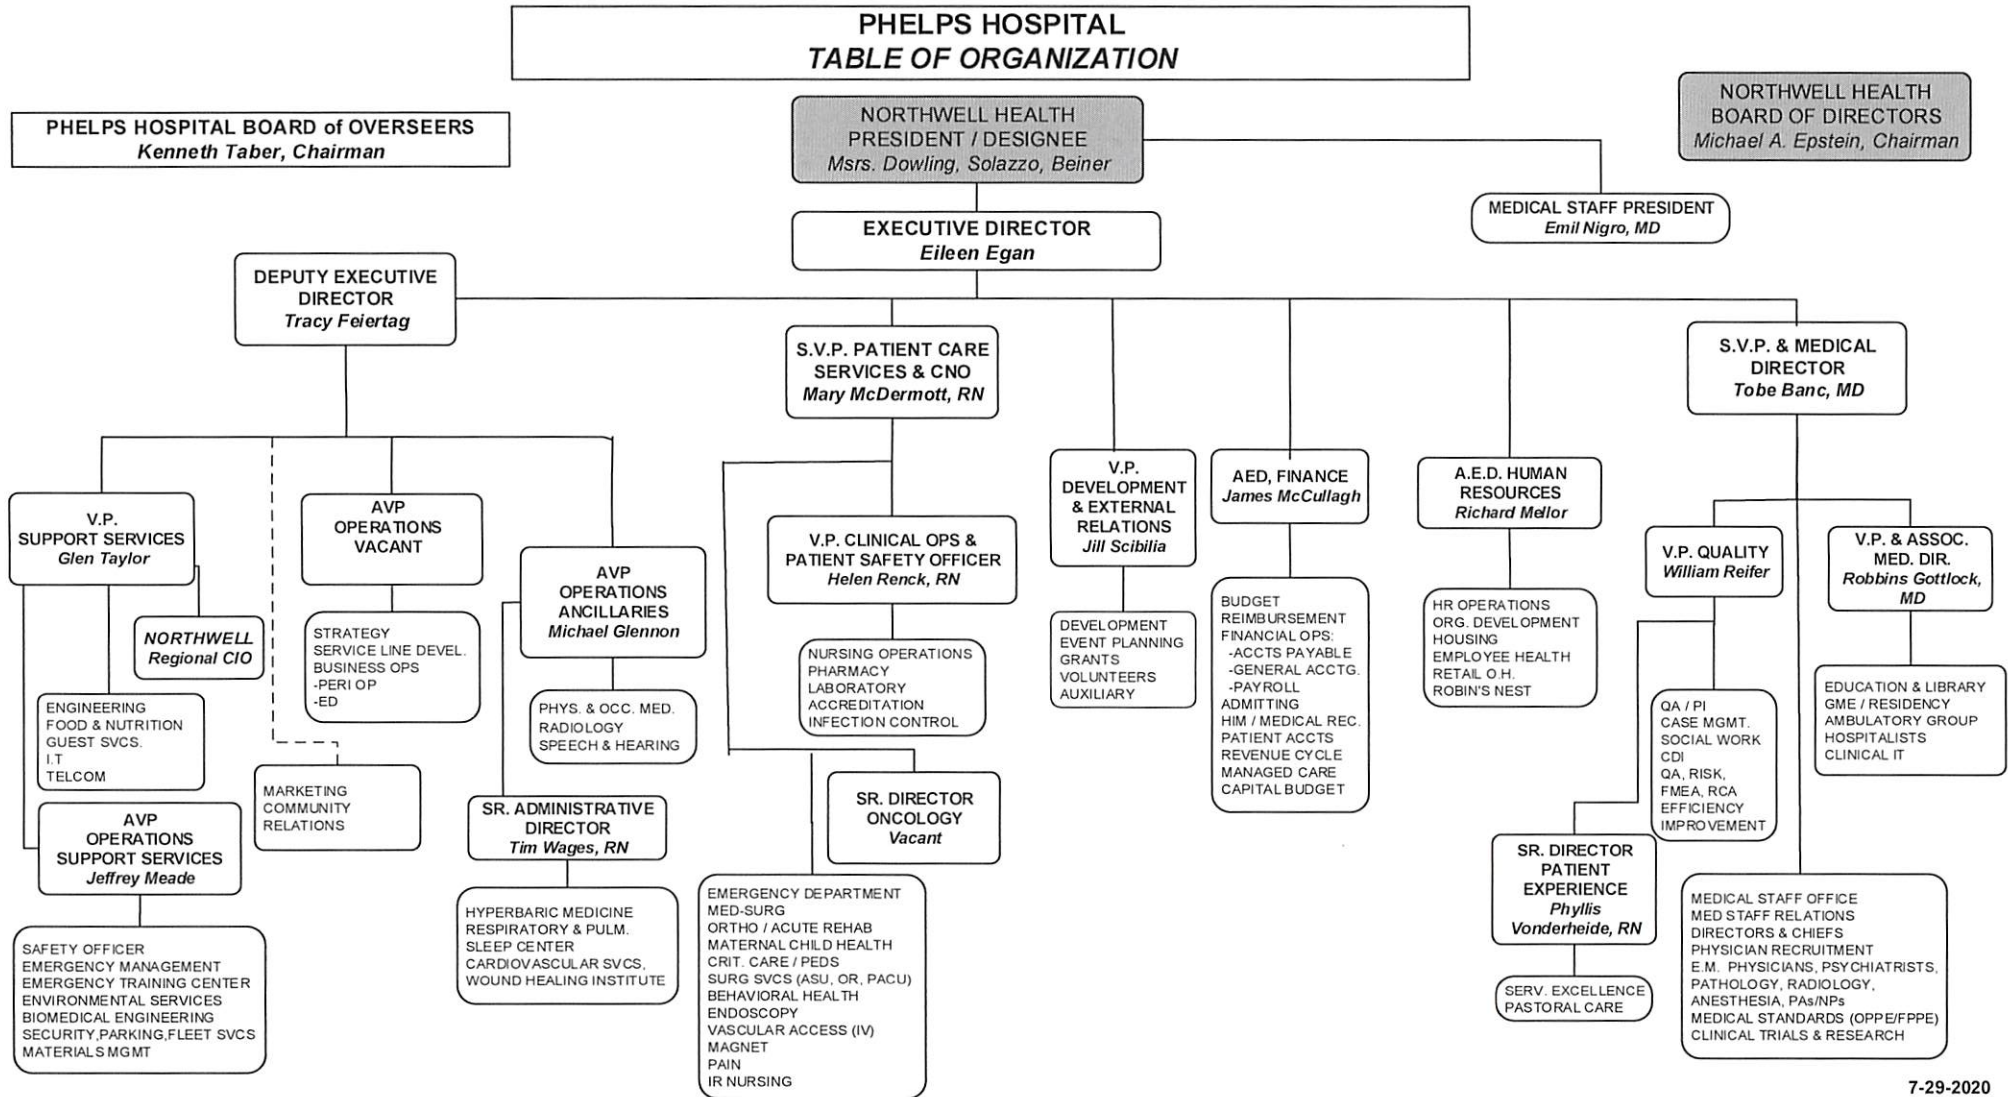 PHELPS HOSPITAL
TABLE OF ORGANIZATION
PHELPS HOSPITAL BOARD of OVERSEERS
Kenneth Taber, Chairman
NORTHWELL HEALTH
PRESIDENT / DESIGNEE
Msrs. Dowling, Solazzo, Beiner
NORTHWELL HEALTH
BOARD OF DIRECTORS
Michael A. Epstein, Chairman
MEDICAL STAFF PRESIDENT
Emil Nigro, MD
EXECUTIVE DIRECTOR
Eileen Egan
DEPUTY EXECUTIVE
DIRECTOR
Tracy Feiertag
S.V.P. PATIENT CARE
SERVICES & CNO
Mary McDermott, RN
S.V.P. & MEDICAL
DIRECTOR
Tobe Banc, MD
V.P.
SUPPORT SERVICES
Glen Taylor
AVP
OPERATIONS
VACANT
AVP
OPERATIONS
ANCILLARIES
Michael Glennon
V.P. CLINICAL OPS &
PATIENT SAFETY OFFICER
Helen Renck, RN
V.P.
DEVELOPMENT
& EXTERNAL
RELATIONS
Jill Scibilia
AED, FINANCE
James McCullagh
A.E.D. HUMAN
RESOURCES
Richard Mellor
V.P. QUALITY
William Reifer
V.P. & ASSOC.
MED. DIR.
Robbins Gottlock,
MD
NORTHWELL
Regional CIO
STRATEGY
SERVICE LINE DEVEL.
BUSINESS OPS
-PERI OP
-ED
PHYS. & OCC. MED.
RADIOLOGY
SPEECH & HEARING
NURSING OPERATIONS
PHARMACY
LABORATORY
ACCREDITATION
INFECTION CONTROL
DEVELOPMENT
EVENT PLANNING
GRANTS
VOLUNTEERS
AUXILIARY
BUDGET
REIMBURSEMENT
FINANCIAL OPS:
-ACCTS PAYABLE
-GENERAL ACCTG.
-PAYROLL
ADMITTING
HIM / MEDICAL REC.
PATIENT ACCTS
REVENUE CYCLE
MANAGED CARE
CAPITAL BUDGET
HR OPERATIONS
ORG. DEVELOPMENT
HOUSING
EMPLOYEE HEALTH
RETAIL O.H.
ROBIN'S NEST
QA / PI
CASE MGMT.
SOCIAL WORK
CDI
QA, RISK,
FMEA, RCA
EFFICIENCY
IMPROVEMENT
EDUCATION & LIBRARY
GME / RESIDENCY
AMBULATORY GROUP
HOSPITALISTS
CLINICAL IT
ENGINEERING
FOOD & NUTRITION
GUEST SVCS.
I.T
TELCOM
MARKETING
COMMUNITY
RELATIONS
AVP
OPERATIONS
SUPPORT SERVICES
Jeffrey Meade
SR. ADMINISTRATIVE
DIRECTOR
Tim Wages, RN
SR. DIRECTOR
ONCOLOGY
Vacant
SR. DIRECTOR
PATIENT
EXPERIENCE
Phyllis
Vonderheide, RN
SAFETY OFFICER
EMERGENCY MANAGEMENT
EMERGENCY TRAINING CENTER
ENVIRONMENTAL SERVICES
BIOMEDICAL ENGINEERING
SECURITY,PARKING,FLEET SVCS
MATERIALS MGMT
HYPERBARIC MEDICINE
RESPIRATORY & PULM.
SLEEP CENTER
CARDIOVASCULAR SVCS,
WOUND HEALING INSTITUTE
EMERGENCY DEPARTMENT
MED-SURG
ORTHO / ACUTE REHAB
MATERNAL CHILD HEALTH
CRIT. CARE / PEDS
SURG SVCS (ASU, OR, PACU)
BEHAVIORAL HEALTH
ENDOSCOPY
VASCULAR ACCESS (IV)
MAGNET
PAIN
IR NURSING
SERV. EXCELLENCE
PASTORAL CARE
MEDICAL STAFF OFFICE
MED STAFF RELATIONS
DIRECTORS & CHIEFS
PHYSICIAN RECRUITMENT
E.M. PHYSICIANS, PSYCHIATRISTS,
PATHOLOGY, RADIOLOGY,
ANESTHESIA, PAs/NPs
MEDICAL STANDARDS (OPPE/FPPE)
CLINICAL TRIALS & RESEARCH
7-29-2020